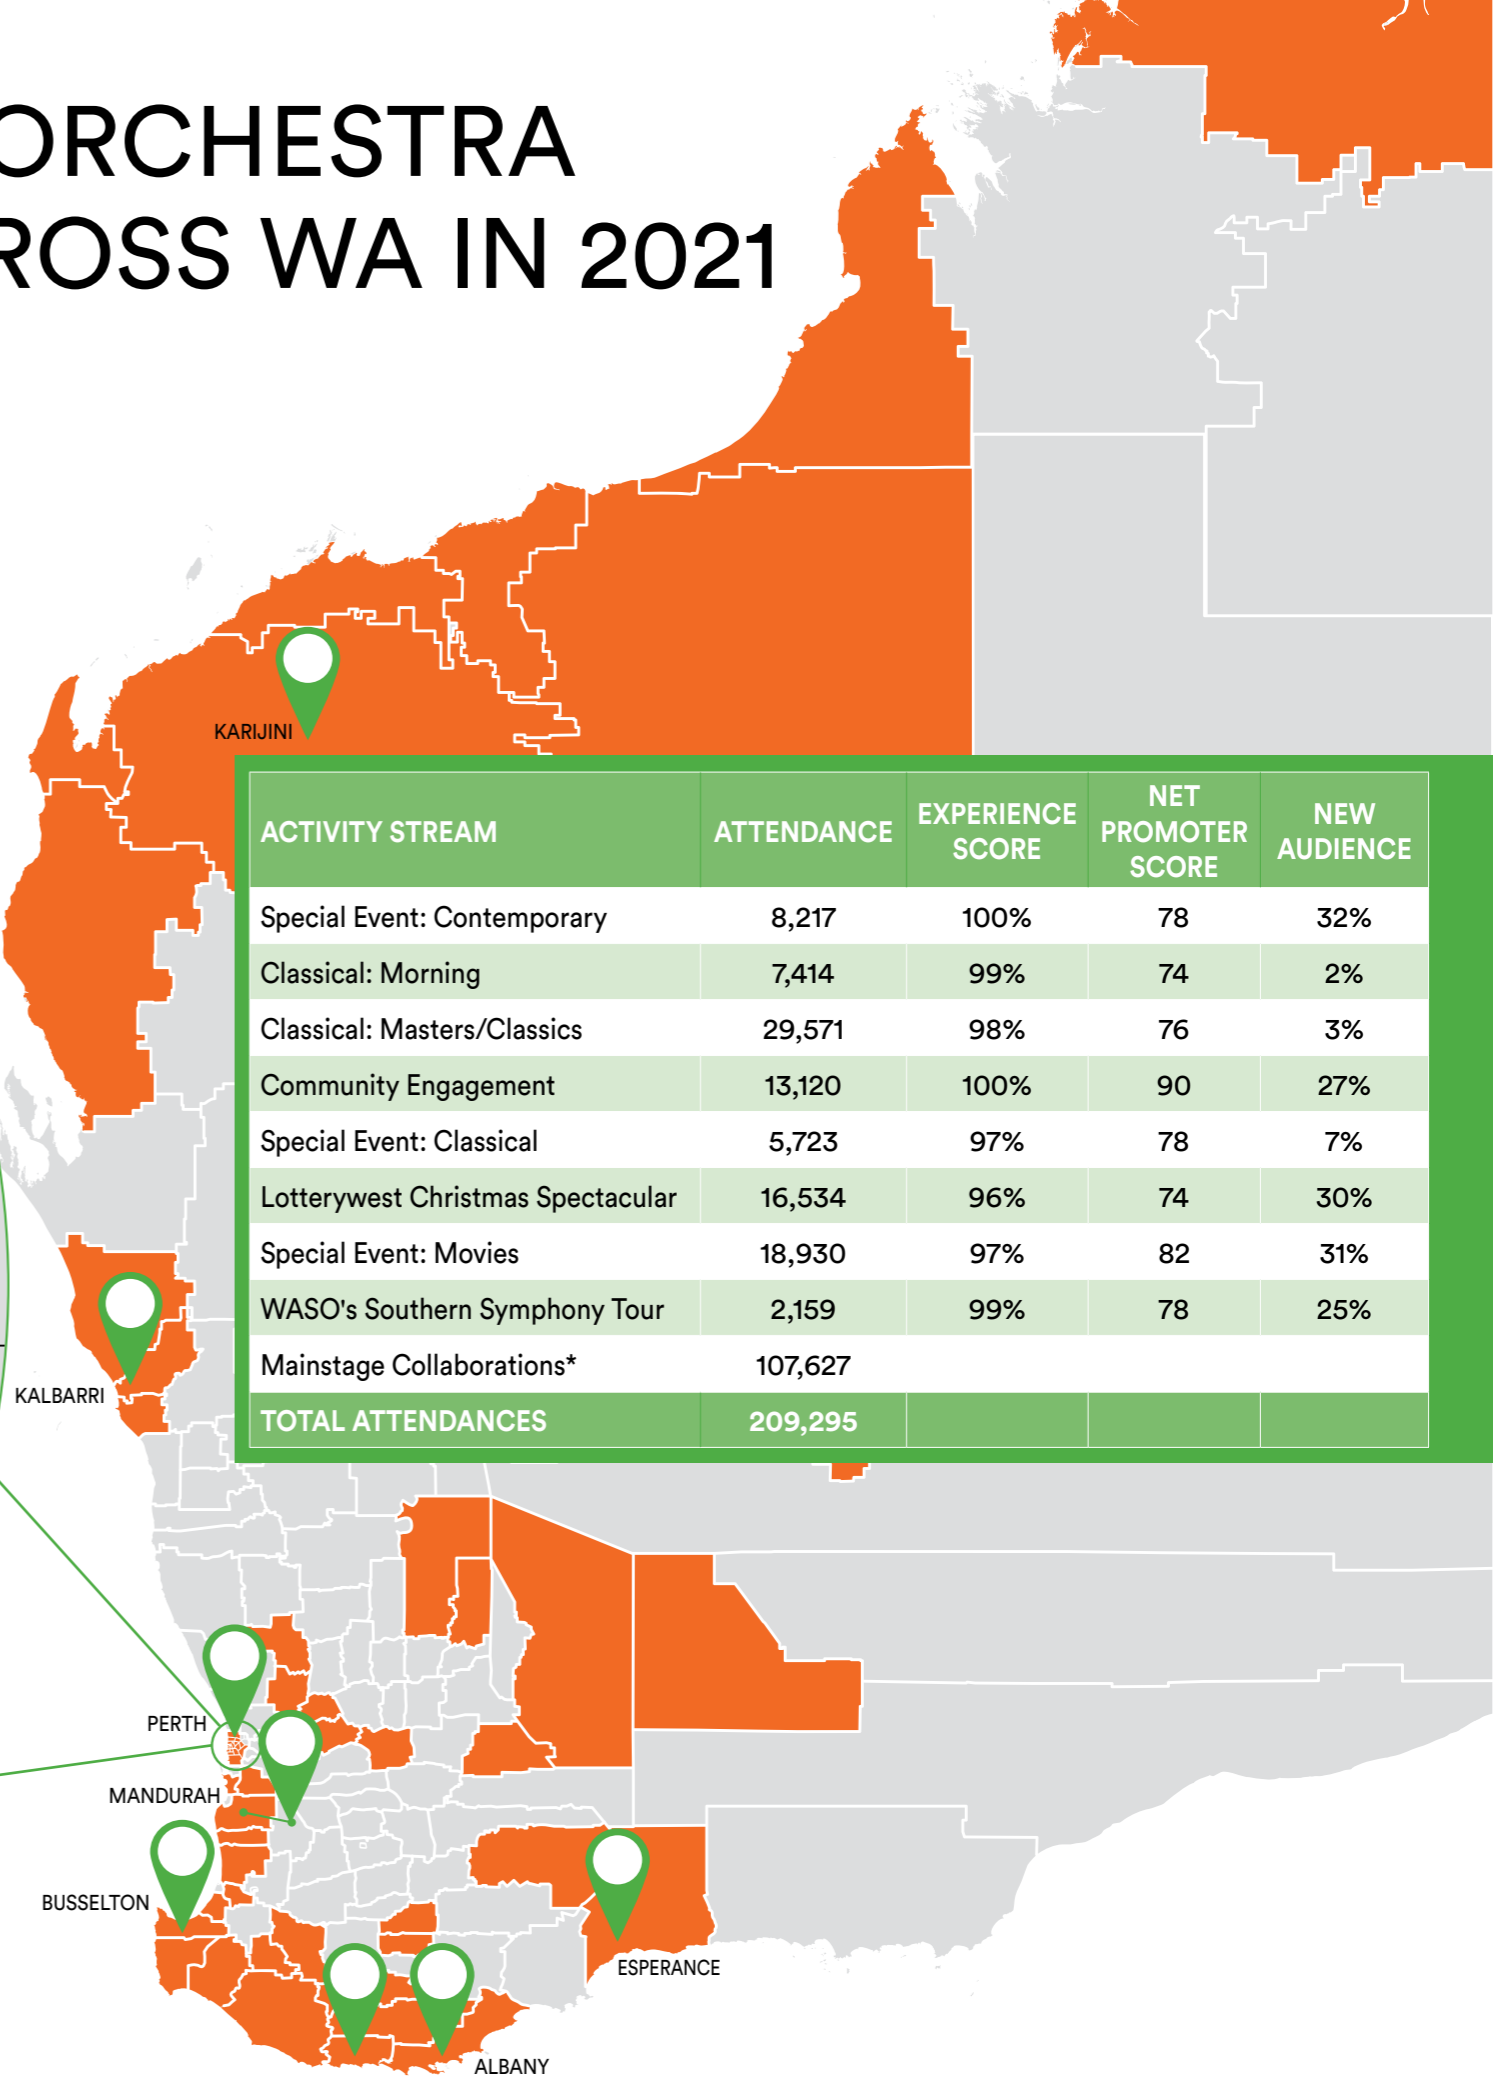 ORCHESTRA
ROSS WA IN 2021
KARIJINI
ACTIVITY STREAM ATTENDANCE EXPERIENCE SCORE NET PROMOTER SCORE NEW AUDIENCE
Special Event: Contemporary 8,217 100% 78 32%
Classical: Morning 7,414 99% 74 2%
Classical: Masters/Classics 29,571 98% 76 3%
Community Engagement 13,120 100% 90 27%
Special Event: Classical 5,723 97% 78 7%
Lotterywest Christmas Spectacular 16,534 96% 74 30%
Special Event: Movies 18,930 97% 82 31%
WASO's Southern Symphony Tour 2,159 99% 78 25%
Mainstage Collaborations* 107,627
TOTAL ATTENDANCES 209,295
KALBARRI
PERTH
MANDURAH
BUSSELTON
ESPERANCE
ALBANY